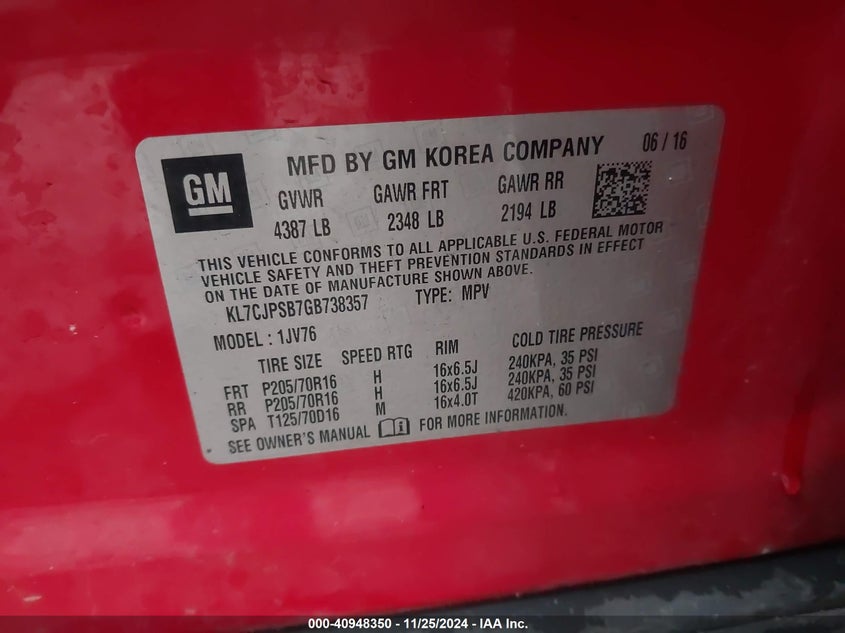 GM
MFD BY GM KOREA COMPANY 06 / 16
GVWR GAWR FRT GAWR RR
4387 LB 2348 LB 2194 LB
THIS VEHICLE CONFORMS TO ALL APPLICABLE U.S. FEDERAL MOTOR
VEHICLE SAFETY AND THEFT PREVENTION STANDARDS IN EFFECT
ON THE DATE OF MANUFACTURE SHOWN ABOVE.
KL7CJPSB7GB738357 TYPE: MPV
MODEL : 1JV76
TIRE SIZE SPEED RTG RIM COLD TIRE PRESSURE
FRT P205/70R16 H 16x6.5J 240KPA, 35 PSI
RR P205/70R16 H 16x6.5J 240KPA, 35 PSI
SPA T125/70D16 M 16x4.0T 420KPA, 60 PSI
SEE OWNER'S MANUAL FOR MORE INFORMATION.
000-40948350 - 11/25/2024 - IAA Inc.